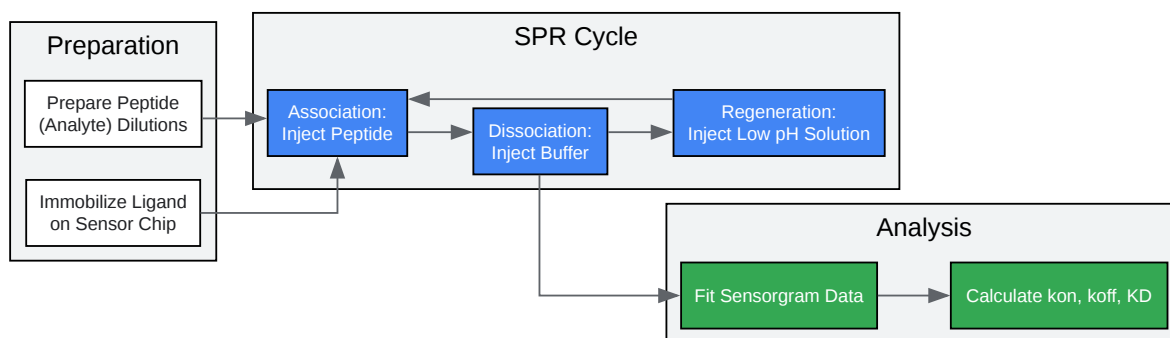 Preparation
Prepare Peptide
(Analyte) Dilutions
Immobilize Ligand
on Sensor Chip
SPR Cycle
Association:
Inject Peptide
Dissociation:
Inject Buffer
Regeneration:
Inject Low pH Solution
Analysis
Fit Sensorgram Data
Calculate kon, koff, KD